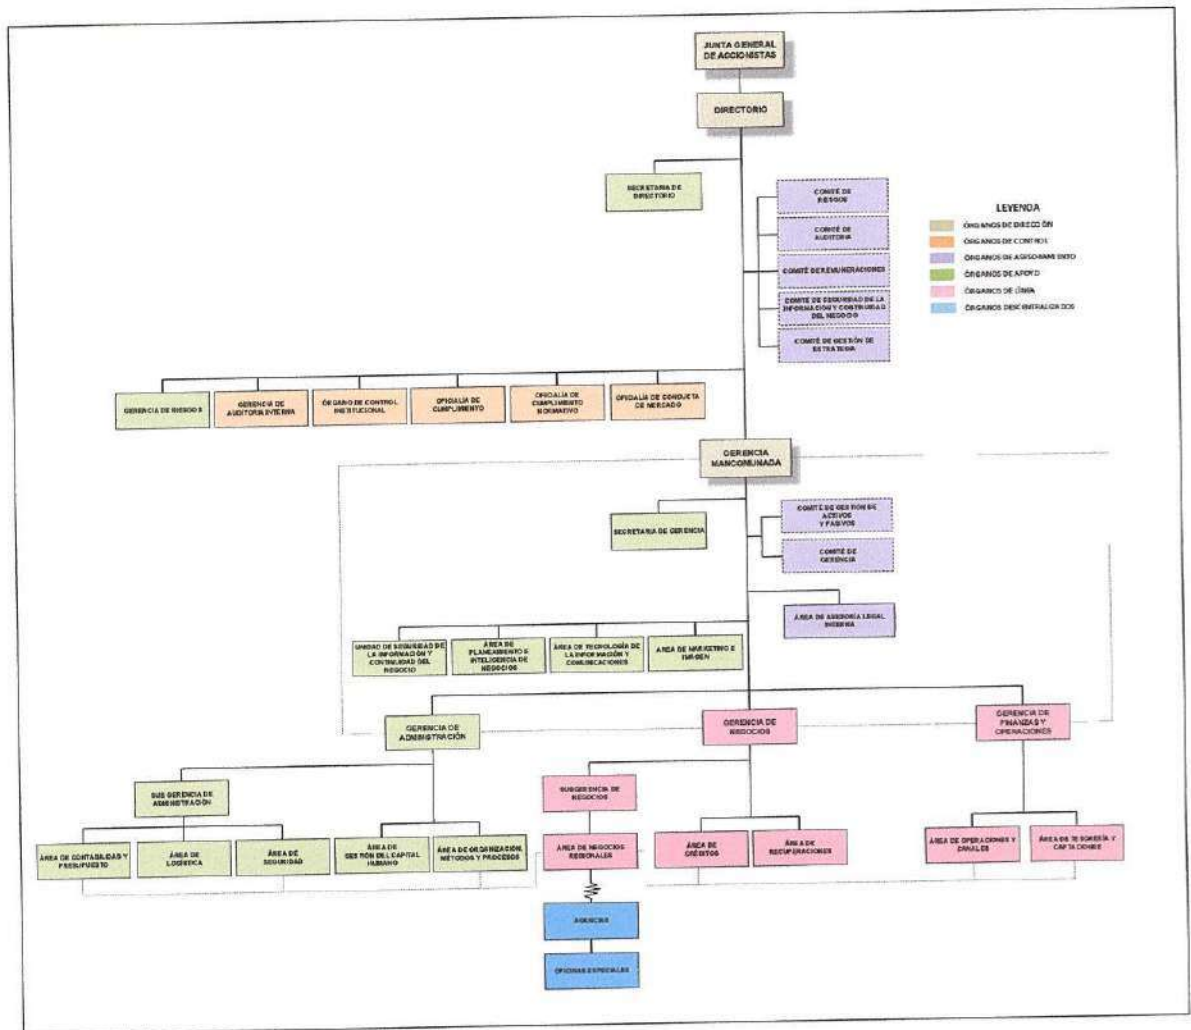 JUNTA GENERAL
DE ACCIONISTAS
DIRECTORIO
SECRETARIA DE
DIRECTORIO
COMITÉ DE
RIESGOS
COMITÉ DE
AUDITORIA
COMITÉ DE REMUNERACIONES
COMITÉ DE SEGURIDAD DE LA
INFORMACIÓN Y CONTINUIDAD
DEL NEGOCIO
COMITÉ DE GESTIÓN DE
ESTRATEGIA
LEYENDA
ÓRGANOS DE DIRECCIÓN
ÓRGANOS DE CONTROL
ÓRGANOS DE ASESORAMIENTO
ÓRGANOS DE APOYO
ÓRGANOS DE LÍNEA
ÓRGANOS DESCENTRALIZADOS
GERENCIA DE RIESGOS
GERENCIA DE
AUDITORIA INTERNA
ÓRGANO DE CONTROL
INSTITUCIONAL
OFICIALÍA DE
CUMPLIMIENTO
OFICIALÍA DE
CUMPLIMIENTO
NORMATIVO
OFICIALÍA DE CONDUCTA
DE MERCADO
GERENCIA
MANCOMUNADA
SECRETARIA DE GERENCIA
COMITÉ DE GESTIÓN DE
ACTIVOS
Y PASIVOS
COMITÉ DE
GERENCIA
ÁREA DE ASESORÍA LEGAL
INTERNA
UNIDAD DE SEGURIDAD DE
LA INFORMACIÓN Y
CONTINUIDAD DEL
NEGOCIO
ÁREA DE
PLANEAMIENTO E
INTELIGENCIA DE
NEGOCIOS
ÁREA DE TECNOLOGÍA DE
LA INFORMACIÓN Y
COMUNICACIONES
ÁREA DE MARKETING E
IMAGEN
GERENCIA DE
ADMINISTRACIÓN
GERENCIA DE
NEGOCIOS
GERENCIA DE
FINANZAS Y
OPERACIONES
SUB GERENCIA DE
ADMINISTRACIÓN
SUBGERENCIA DE
NEGOCIOS
ÁREA DE CONTABILIDAD Y
PRESUPUESTO
ÁREA DE
LOGÍSTICA
ÁREA DE
SEGURIDAD
ÁREA DE
GESTIÓN DEL CAPITAL
HUMANO
ÁREA DE ORGANIZACIÓN,
MÉTODOS Y PROCESOS
ÁREA DE NEGOCIOS
REGIONALES
ÁREA DE
CRÉDITOS
ÁREA DE
RECUPERACIONES
ÁREA DE OPERACIONES Y
CANALES
ÁREA DE TESORERÍA Y
CAPTACIONES
AGENCIAS
OFICINAS ESPECIALES